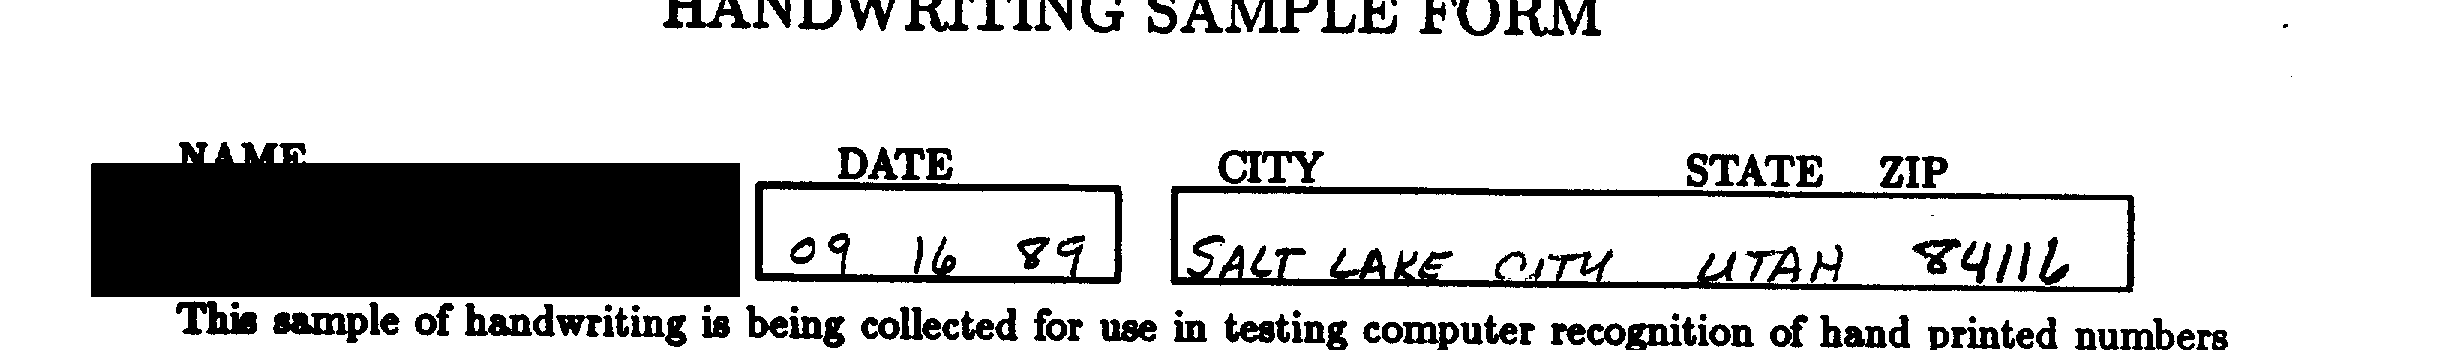 HANDWRITING SAMPLE FORM
NAME DATE CITY STATE ZIP
09 16 89 SALT LAKE CITY UTAH 84116
This sample of handwriting is being collected for use in testing computer recognition of hand printed numbers